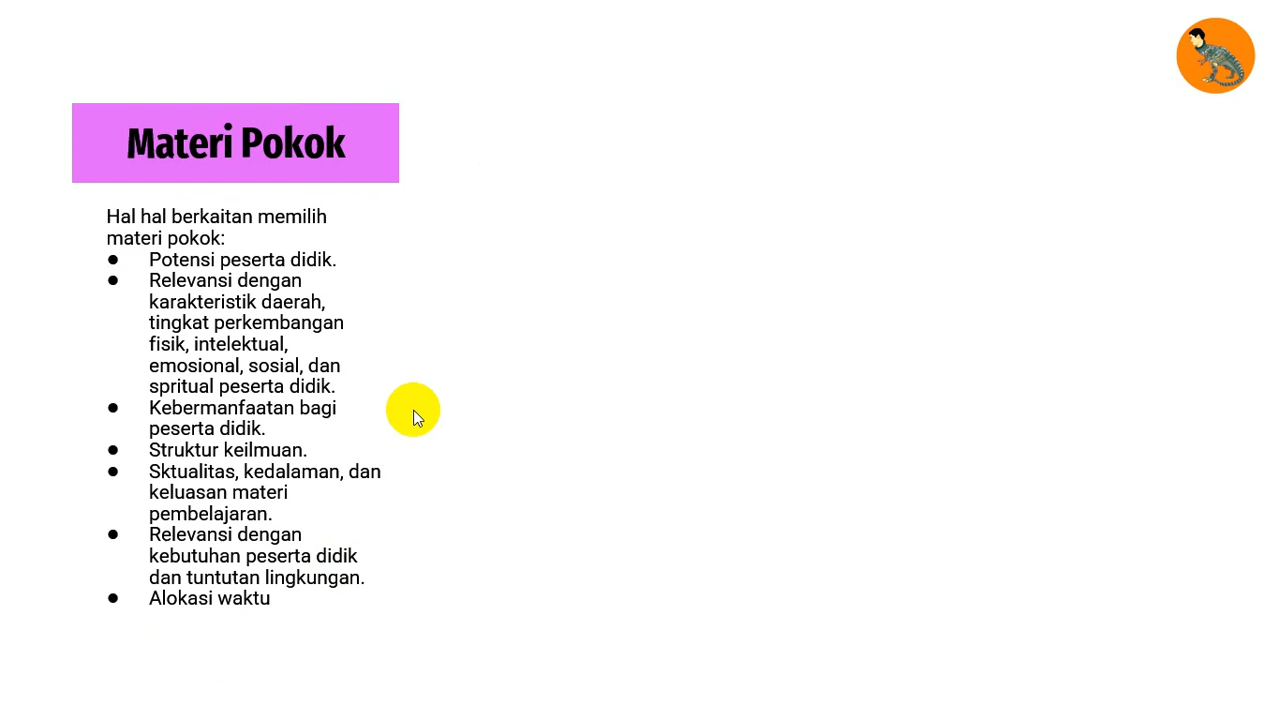 Materi Pokok
Hal hal berkaitan memilih
materi pokok:
● Potensi peserta didik.
● Relevansi dengan
karakteristik daerah,
tingkat perkembangan
fisik, intelektual,
emosional, sosial, dan
spritual peserta didik.
● Kebermanfaatan bagi
peserta didik.
● Struktur keilmuan.
● Sktualitas, kedalaman, dan
keluasan materi
pembelajaran.
● Relevansi dengan
kebutuhan peserta didik
dan tuntutan lingkungan.
● Alokasi waktu